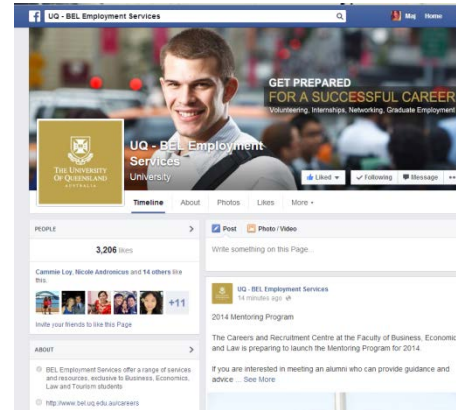 UQ - BEL Employment Services
Maj Home
GET PREPARED
FOR A SUCCESSFUL CAREER
Volunteering, Internships, Networking, Graduate Employment
THE UNIVERSITY
OF QUEENSLAND
AUSTRALIA
UQ - BEL Employment
Services
University
Liked
Following
Message
Timeline About Photos Likes More
PEOPLE
3,206 likes
Cammie Loy, Nicole Andronicus and 14 others like
this.
+11
Invite your friends to like this Page
ABOUT
BEL Employment Services offer a range of services
and resources, exclusive to Business, Economics,
Law and Tourism students
http://www.bel.uq.edu.au/careers
Post Photo / Video
Write something on this Page
UQ - BEL Employment Services
14 minutes ago
2014 Mentoring Program
The Careers and Recruitment Centre at the Faculty of Business, Economic
and Law is preparing to launch the Mentoring Program for 2014.
If you are interested in meeting an alumni who can provide guidance and
advice ... See More